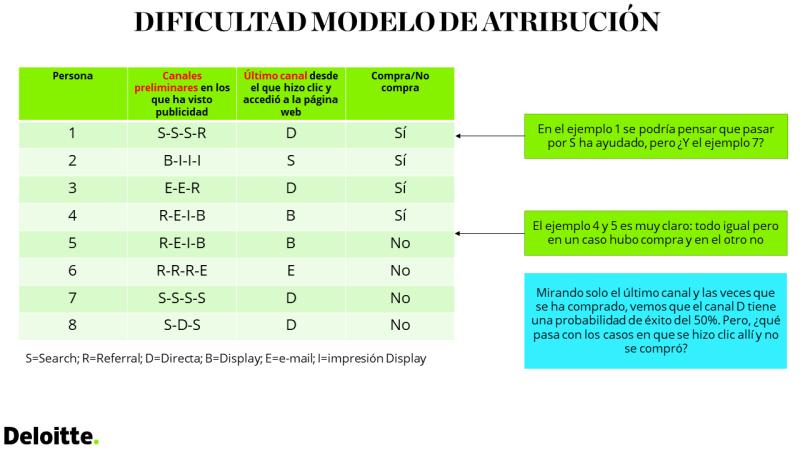 DIFICULTAD MODELO DE ATRIBUCIÓN
Persona
Canales
preliminares en los
que ha visto
publicidad
Último canal desde
el que hizo clic y
accedió a la página
web
Compra/No
compra
1 S-S-S-R D Sí
2 B-I-I-I S Sí
3 E-E-R D Sí
4 R-E-I-B B Sí
5 R-E-I-B B No
6 R-R-R-E E No
7 S-S-S-S D No
8 S-D-S D No
S=Search; R=Referral; D=Directa; B=Display; E=e-mail; I=impresión Display
En el ejemplo 1 se podría pensar que pasar
por S ha ayudado, pero ¿Y el ejemplo 7?
El ejemplo 4 y 5 es muy claro: todo igual pero
en un caso hubo compra y en el otro no
Mirando solo el último canal y las veces que
se ha comprado, vemos que el canal D tiene
una probabilidad de éxito del 50%. Pero, ¿qué
pasa con los casos en que se hizo clic allí y no
se compró?
Deloitte.